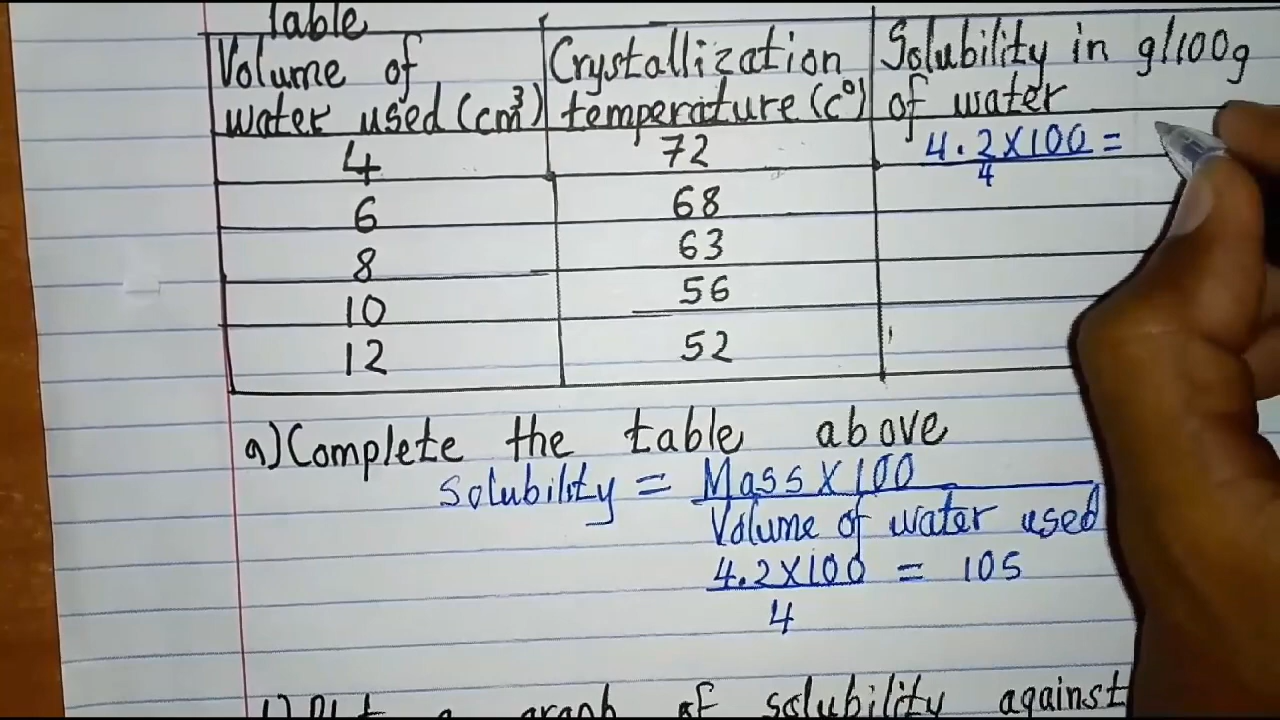 Table
Volume of water used (cm³)
Crystallization temperature (c°)
Solubility in g/100g of water
4
72
4.2x100 =
4
6
68
8
63
10
56
12
52
a) Complete the table above
Solubility = Mass x 100
Volume of water used
4.2x100 = 105
4
a graph of solubility against